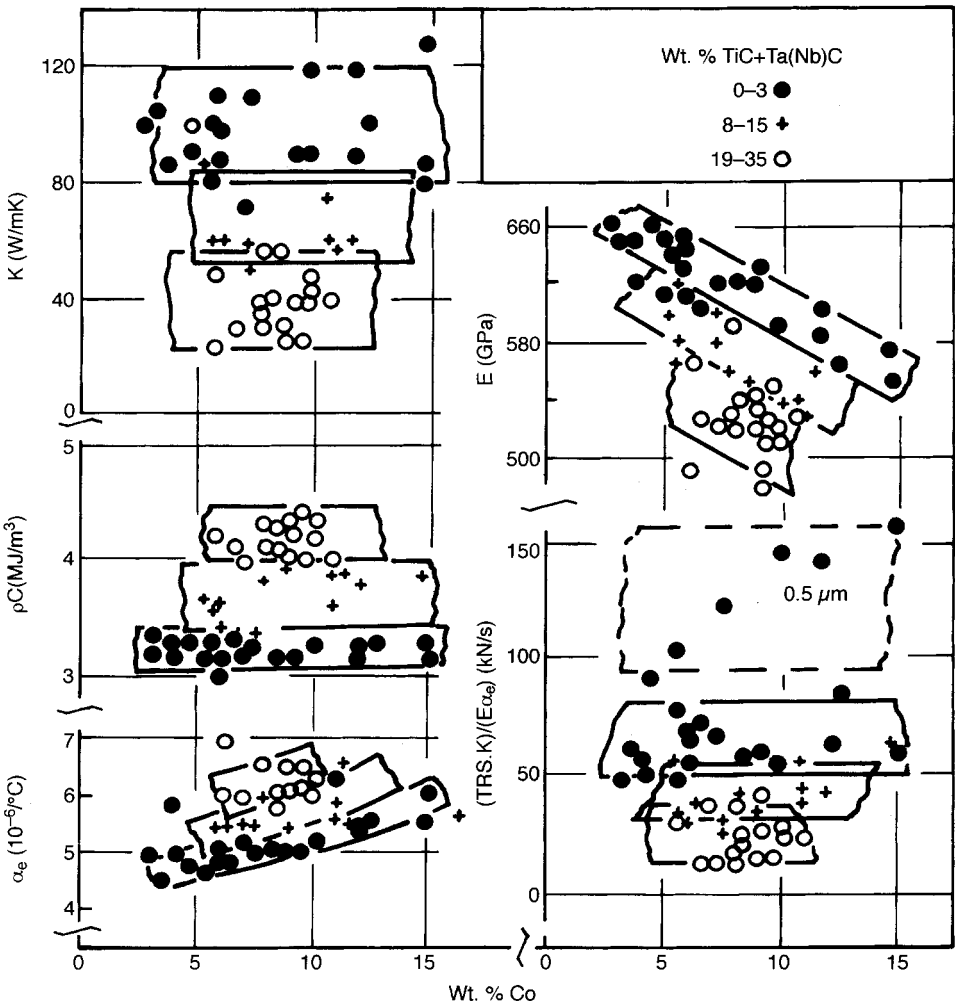 Wt. % TiC+Ta(Nb)C
0–3
8–15
19–35
K (W/mK)
120
80
40
0
ρC(MJ/m³)
5
4
3
αe (10⁻⁶/°C)
7
6
5
4
0 5 10 15
E (GPa)
660
580
500
(TRS.K)/(Eαe) (kN/s)
150
100
50
0
0.5 μm
0 5 10 15
Wt. % Co